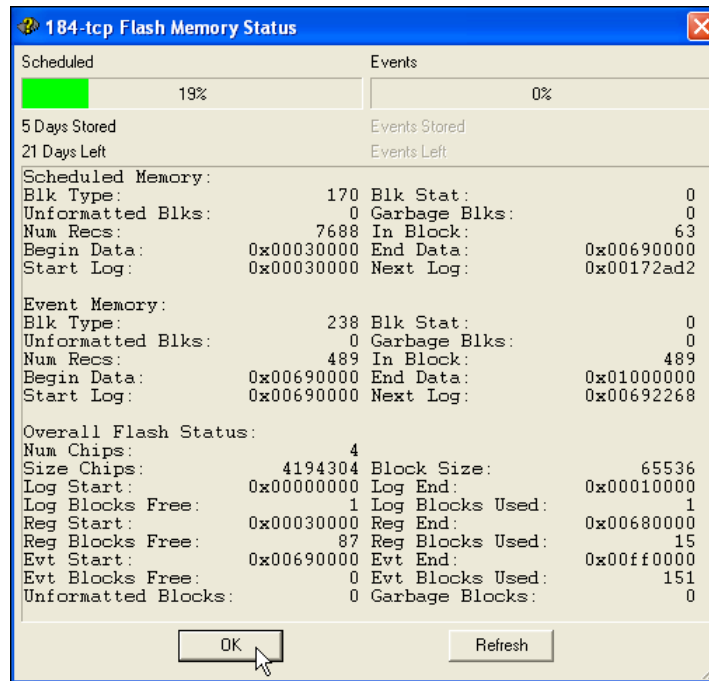 184-tcp Flash Memory Status
Scheduled Events
19% 0%
5 Days Stored Events Stored
21 Days Left Events Left
Scheduled Memory:
Blk Type: 170 Blk Stat: 0
Unformatted Blks: 0 Garbage Blks: 0
Num Recs: 7688 In Block: 63
Begin Data: 0x00030000 End Data: 0x00690000
Start Log: 0x00030000 Next Log: 0x00172ad2
Event Memory:
Blk Type: 238 Blk Stat: 0
Unformatted Blks: 0 Garbage Blks: 0
Num Recs: 489 In Block: 489
Begin Data: 0x00690000 End Data: 0x01000000
Start Log: 0x00690000 Next Log: 0x00692268
Overall Flash Status:
Num Chips: 4
Size Chips: 4194304 Block Size: 65536
Log Start: 0x00000000 Log End: 0x00010000
Log Blocks Free: 1 Log Blocks Used: 1
Reg Start: 0x00030000 Reg End: 0x00680000
Reg Blocks Free: 87 Reg Blocks Used: 15
Evt Start: 0x00690000 Evt End: 0x00ff0000
Evt Blocks Free: 0 Evt Blocks Used: 151
Unformatted Blocks: 0 Garbage Blocks: 0
OK Refresh